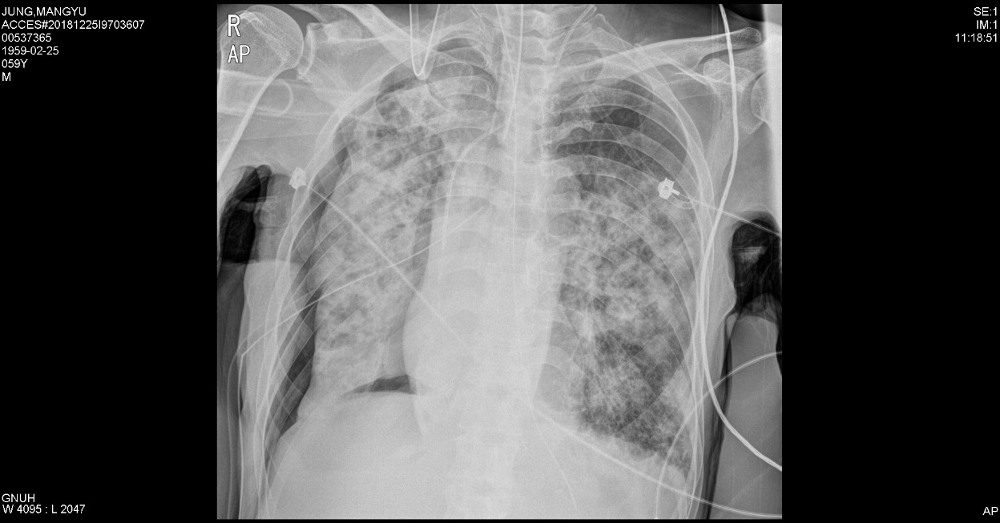 JUNG,MANGYU
ACCES#20181225I9703607
00537365
1959-02-25
059Y
M
SE:1
IM:1
11:18:51
R
AP
GNUH
W 4095 : L 2047
AP